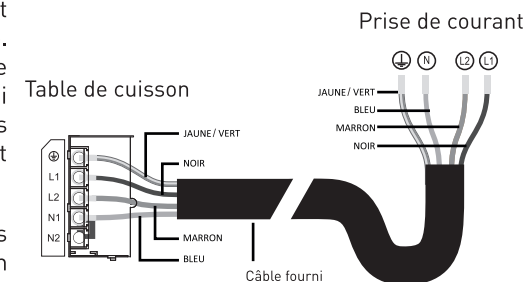 t
.
e
i
s
t
s
n
Prise de courant
N L2 L1
JAUNE / VERT
BLEU
MARRON
NOIR
Table de cuisson
JAUNE/ VERT
NOIR
L1
L2
N1
N2
MARRON
BLEU
Câble fourni